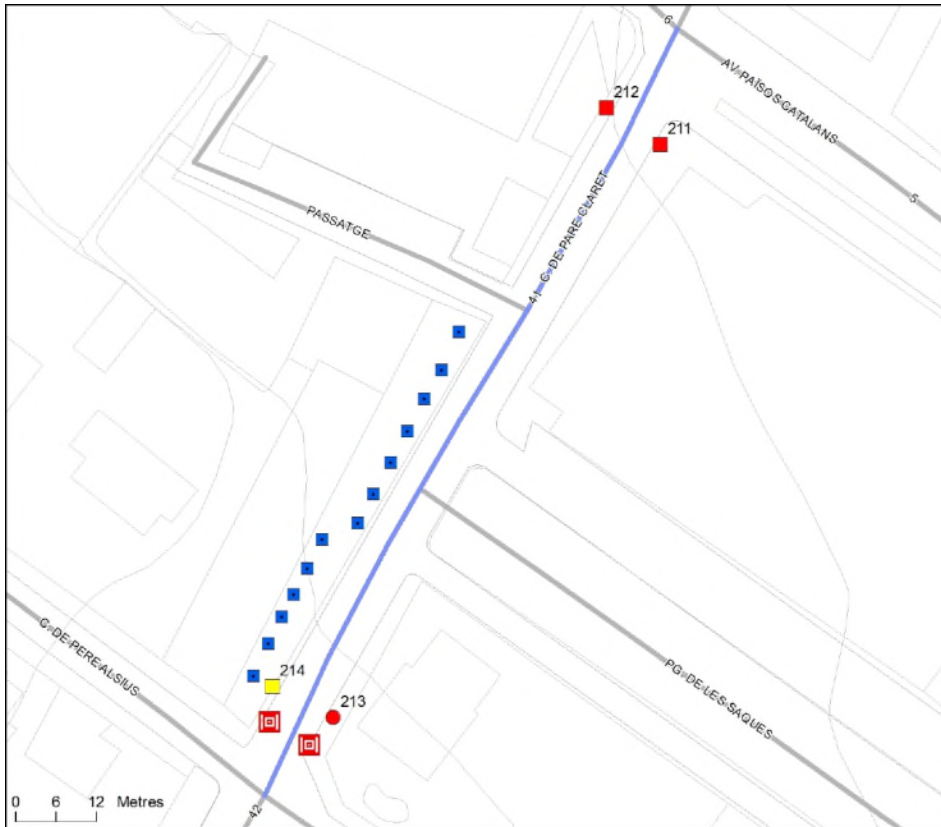 6
AV. PAÏSOS CATALANS
5
212
211
C. DE PARE CLARET
41
PASSATGE
214
213
C. DE PERE ALSIUS
PG. DE LES SAQUES
42
0 6 12 Metres